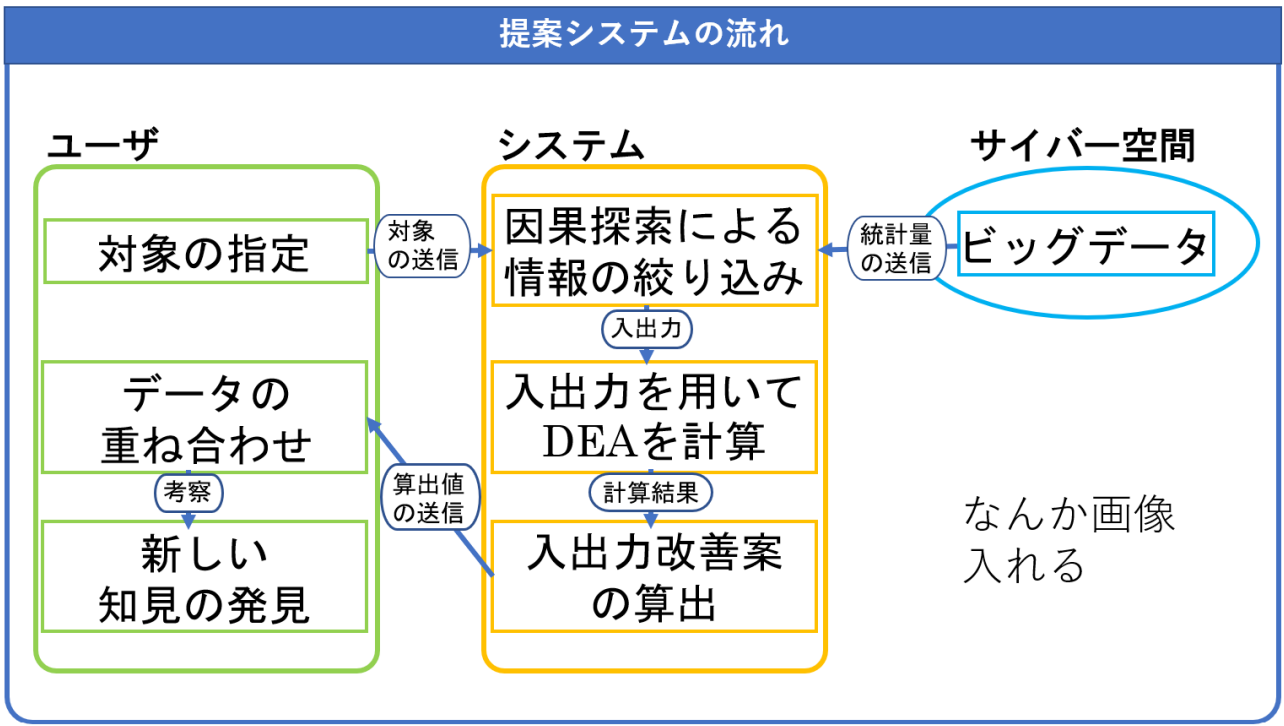 提案システムの流れ
ユーザ
システム
サイバー空間
対象の指定
対象
の送信
因果探索による
情報の絞り込み
統計量
の送信
ビッグデータ
入出力
データの
重ね合わせ
入出力を用いて
DEAを計算
考察
算出値
の送信
計算結果
新しい
知見の発見
入出力改善案
の算出
なんか画像
入れる